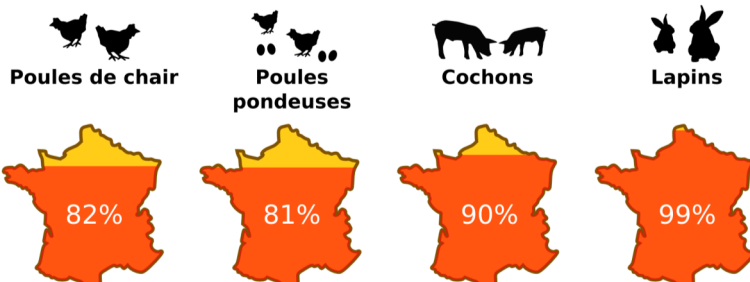 Poules de chair
Poules
pondeuses
Cochons
Lapins
82%
81%
90%
99%